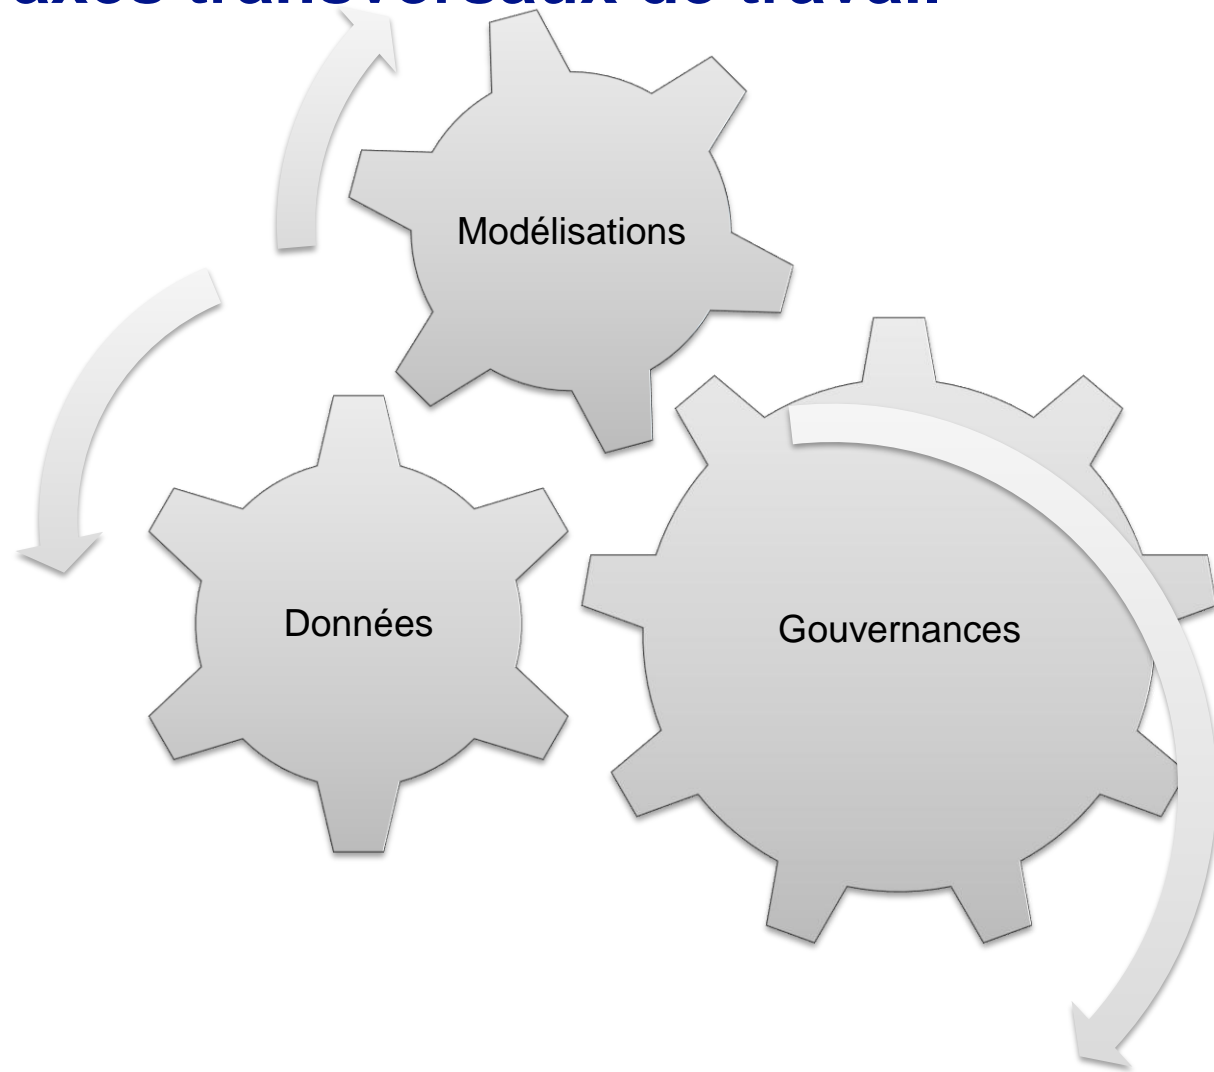 axes transversaux de travail
Modélisations
Données
Gouvernances